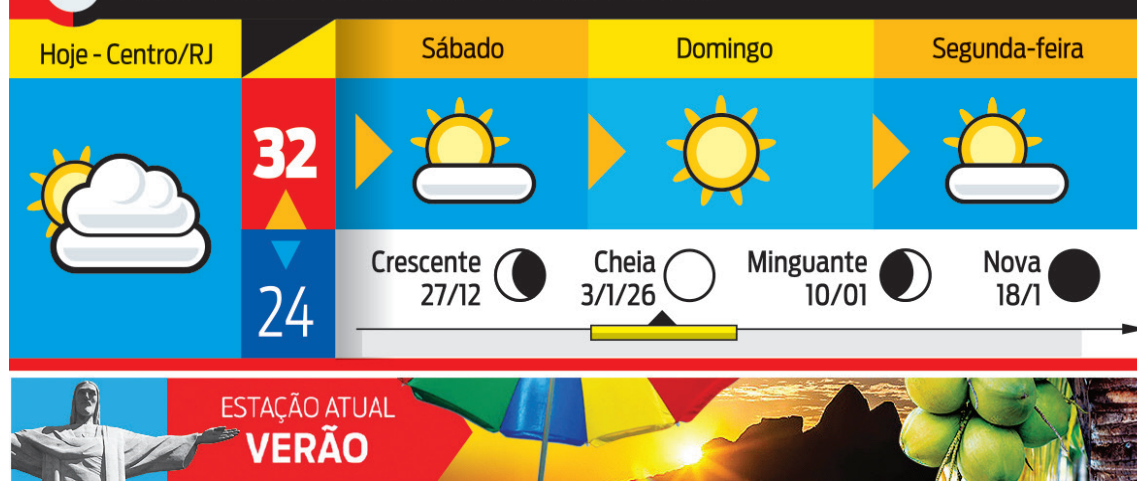 Hoje - Centro/RJ
Sábado
Domingo
Segunda-feira
32
24
Crescente
27/12
Cheia
3/1/26
Minguante
10/01
Nova
18/1
ESTAÇÃO ATUAL
VERÃO